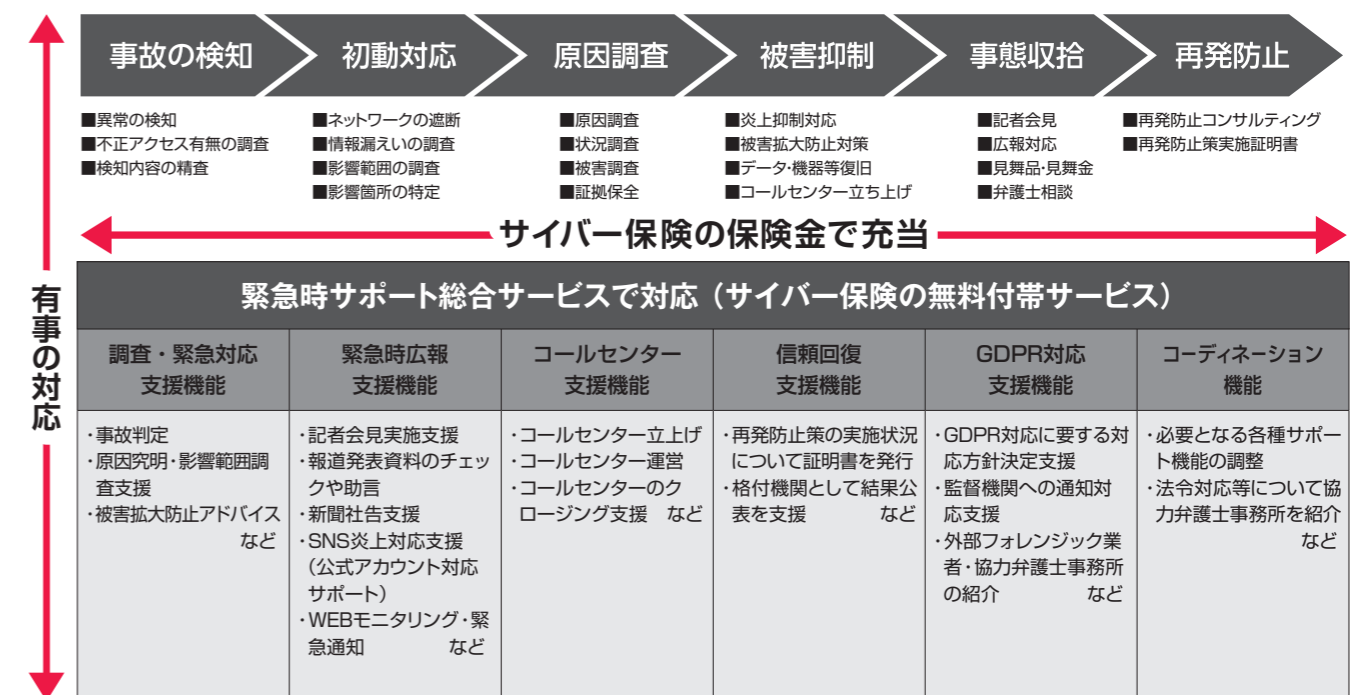 有事の対応
事故の検知
初動対応
原因調査
被害抑制
事態収拾
再発防止
■異常の検知
■不正アクセス有無の調査
■検知内容の精査
■ネットワークの遮断
■情報漏えいの調査
■影響範囲の調査
■影響箇所の特定
■原因調査
■状況調査
■被害調査
■証拠保全
■炎上抑制対応
■被害拡大防止対策
■データ・機器等復旧
■コールセンター立ち上げ
■記者会見
■広報対応
■見舞品・見舞金
■弁護士相談
■再発防止コンサルティング
■再発防止策実施証明書
サイバー保険の保険金で充当
緊急時サポート総合サービスで対応（サイバー保険の無料付帯サービス）
調査・緊急対応
支援機能
・事故判定
・原因究明・影響範囲調
査支援
・被害拡大防止アドバイス
など
緊急時広報
支援機能
・記者会見実施支援
・報道発表資料のチェッ
クや助言
・新聞社告支援
・SNS炎上対応支援
（公式アカウント対応
サポート）
・WEBモニタリング・緊
急通知 など
コールセンター
支援機能
・コールセンター立上げ
・コールセンター運営
・コールセンターのク
ロージング支援 など
信頼回復
支援機能
・再発防止策の実施状況
について証明書を発行
・格付機関として結果公
表を支援 など
GDPR対応
支援機能
・GDPR対応に要する対
応方針決定支援
・監督機関への通知対
応支援
・外部フォレンジック業
者・協力弁護士事務所
の紹介 など
コーディネーション
機能
・必要となる各種サポー
ト機能の調整
・法令対応等について協
力弁護士事務所を紹介
など